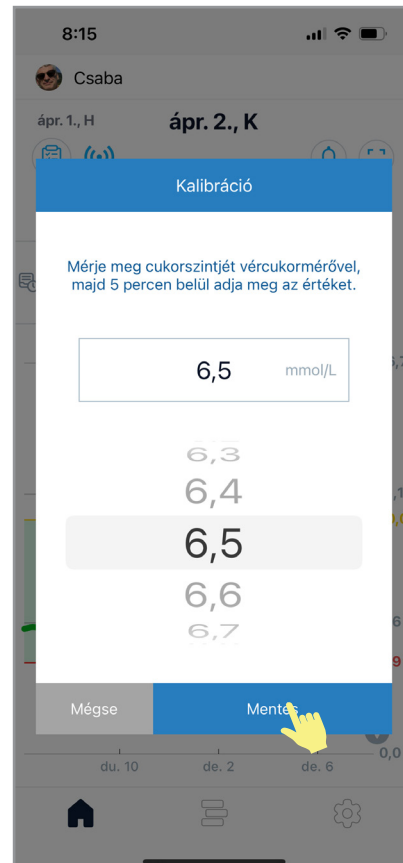 8:15
Csaba
ápr. 1., H
ápr. 2., K
Kalibráció
Mérje meg cukorszintjét vércukormérővel,
majd 5 percen belül adja meg az értéket.
6,5 mmol/L
6,3
6,4
6,5
6,6
6,7
Mégse
Mentés
0,0
du. 10
de. 2
de. 6